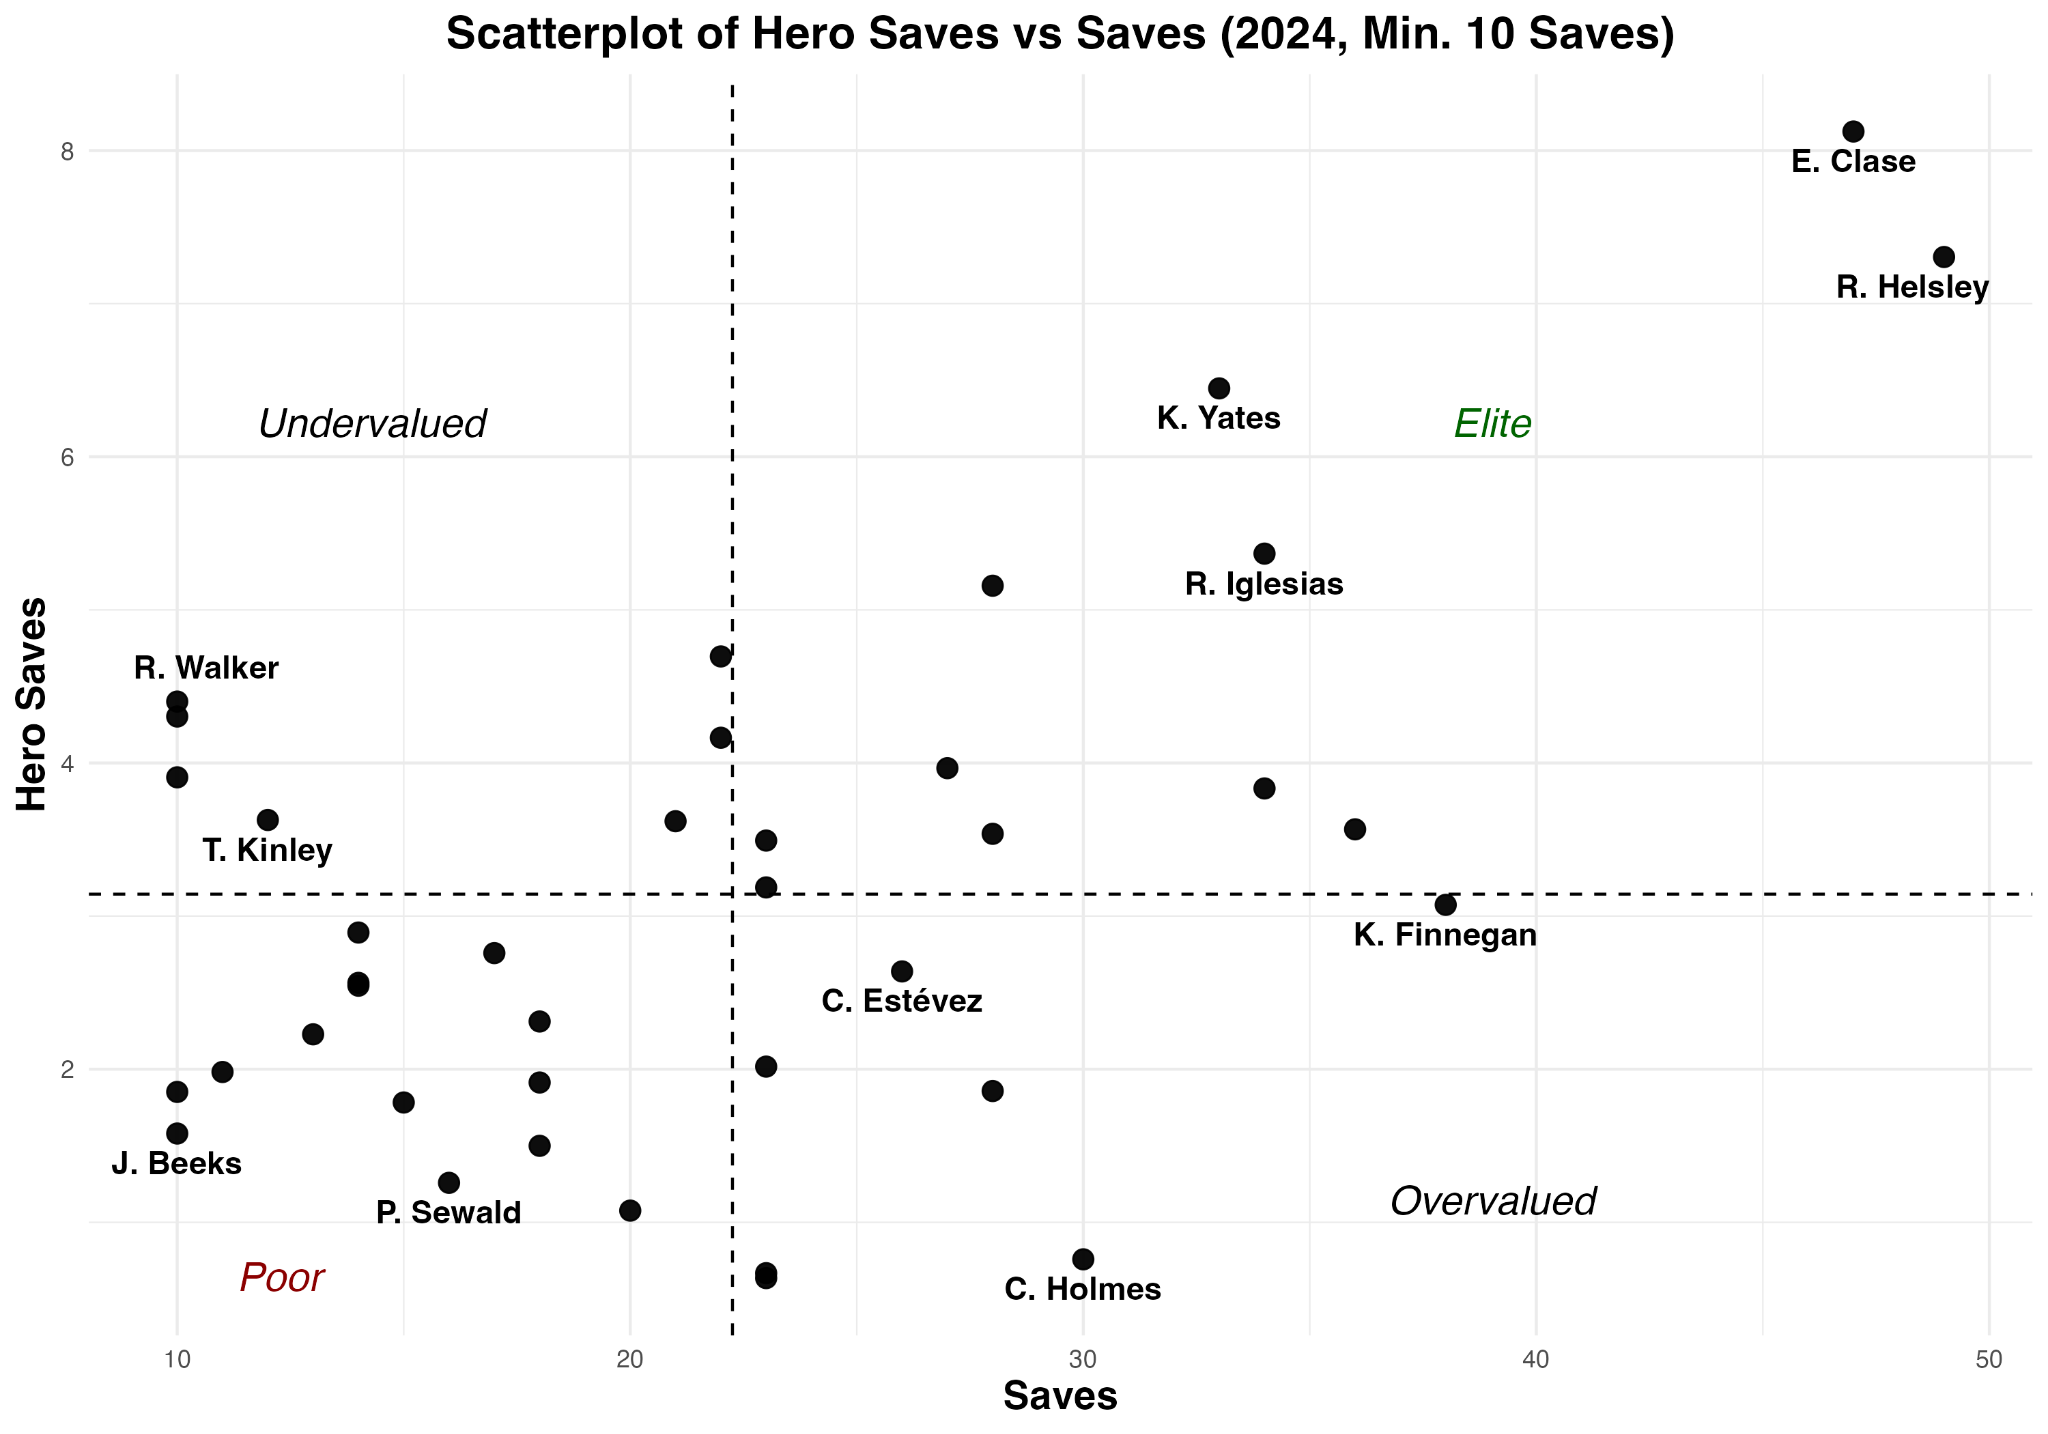 Scatterplot of Hero Saves vs Saves (2024, Min. 10 Saves)
8
E. Clase
R. Helsley
K. Yates
Undervalued
Elite
6
R. Iglesias
Hero Saves
R. Walker
4
T. Kinley
K. Finnegan
C. Estévez
2
J. Beeks
P. Sewald
Overvalued
Poor
C. Holmes
10
20
30
40
50
Saves